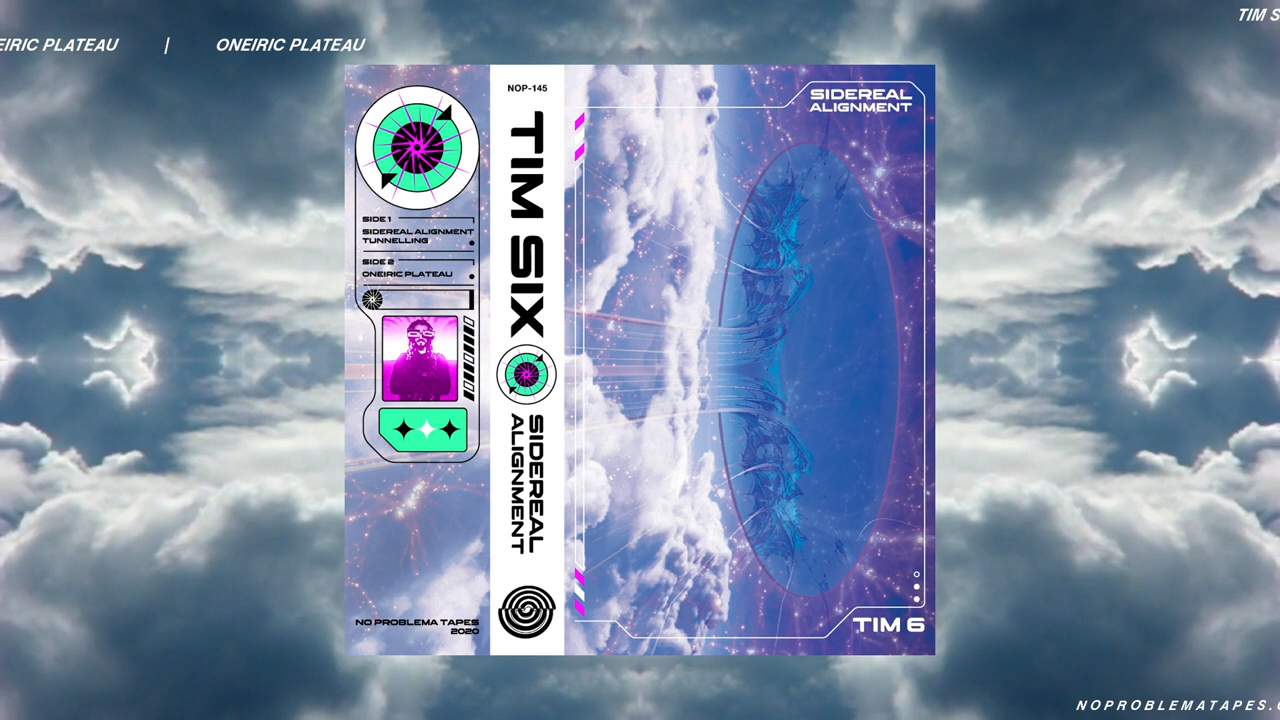 TIM S
EIRIC PLATEAU | ONEIRIC PLATEAU
SIDE 1
SIDEREAL ALIGNMENT
TUNNELLING
SIDE 2
ONEIRIC PLATEAU
NO PROBLEMA TAPES
2020
NOP-145
TIM SIX
SIDEREAL
ALIGNMENT
SIDEREAL
ALIGNMENT
TIM 6
NOPROBLEMATAPES.C